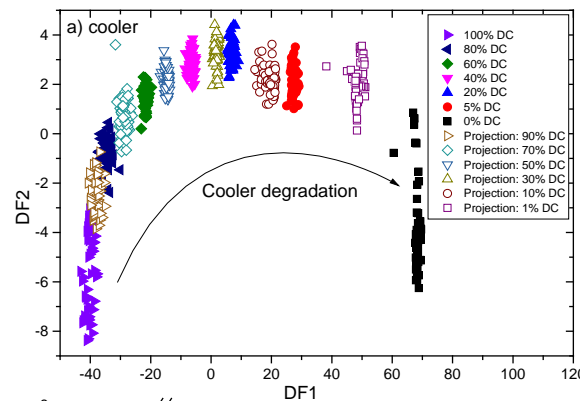 a) cooler
4
2
0
-2
-4
-6
-8
DF2
Cooler degradation
100% DC
80% DC
60% DC
40% DC
20% DC
5% DC
0% DC
Projection: 90% DC
Projection: 70% DC
Projection: 50% DC
Projection: 30% DC
Projection: 10% DC
Projection: 1% DC
-40 -20 0 20 40 60 80 100 120
DF1